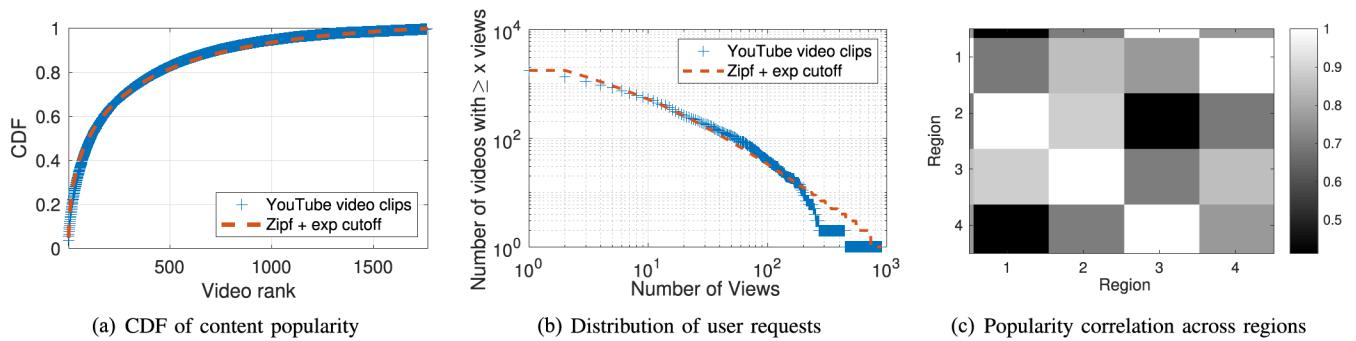 1
0.8
0.6
0.4
0.2
0
CDF
500
1000
1500
Video rank
YouTube video clips
Zipf + exp cutoff
(a) CDF of content popularity
10^4
10^2
10^0
Number of videos with ≥ x views
10^0
10^1
10^2
10^3
Number of Views
YouTube video clips
Zipf + exp cutoff
(b) Distribution of user requests
1
2
3
4
Region
1
2
3
4
Region
1
0.9
0.8
0.7
0.6
0.5
(c) Popularity correlation across regions